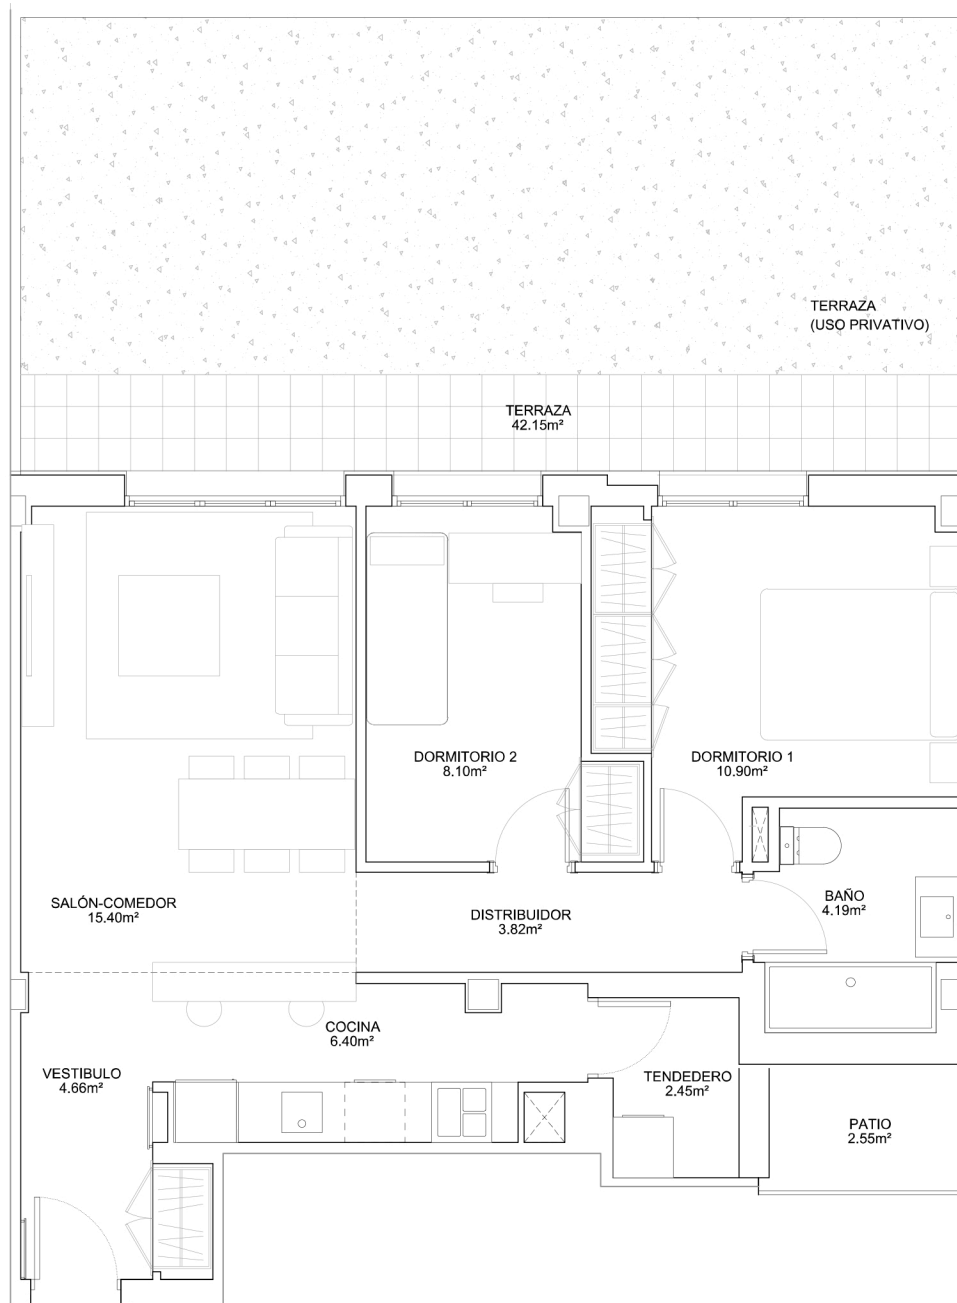 TERRAZA
(USO PRIVATIVO)
TERRAZA
42.15m²
DORMITORIO 2
8.10m²
DORMITORIO 1
10.90m²
SALÓN-COMEDOR
15.40m²
DISTRIBUIDOR
3.82m²
BAÑO
4.19m²
COCINA
6.40m²
VESTIBULO
4.66m²
TENDEDERO
2.45m²
PATIO
2.55m²